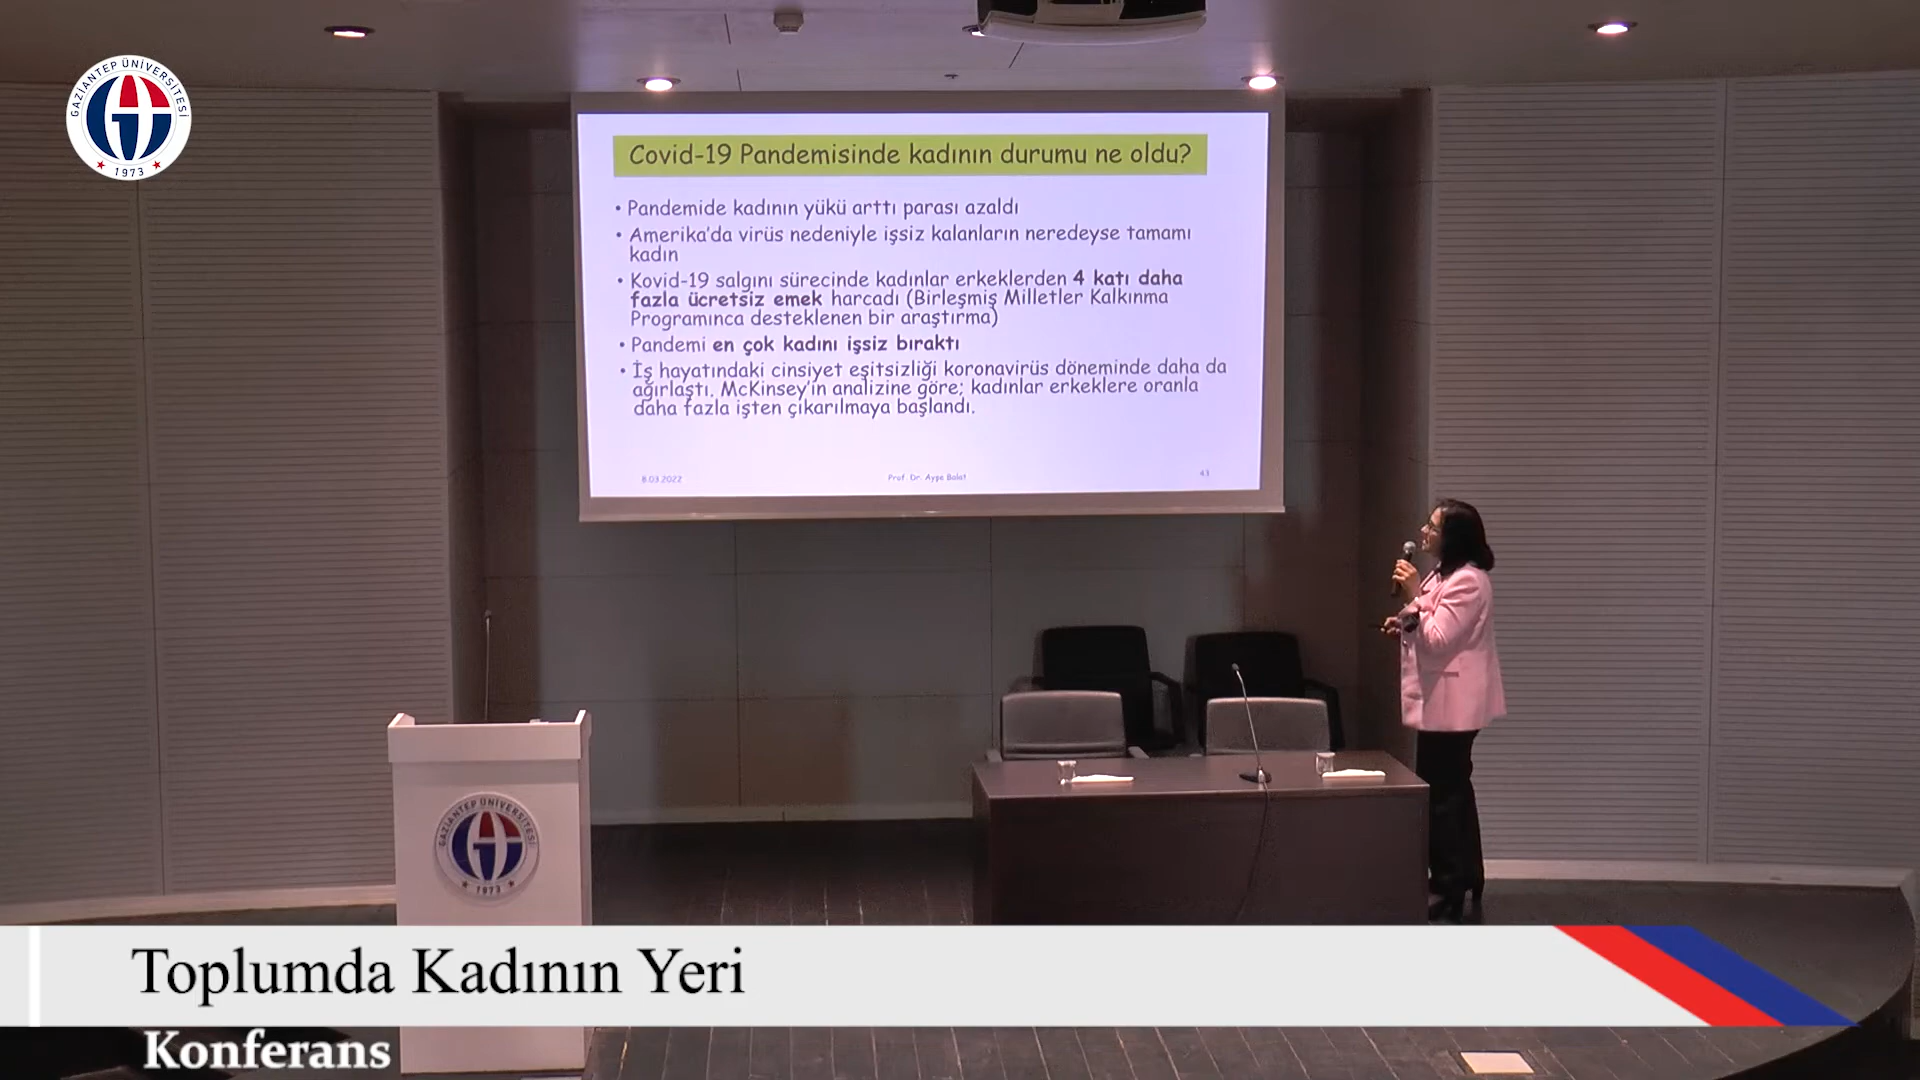 GAZİANTEP ÜNİVERSİTESİ
1973
Covid-19 Pandemisinde kadının durumu ne oldu?
• Pandemide kadının yükü arttı parası azaldı
• Amerika'da virüs nedeniyle işsiz kalanların neredeyse tamamı
kadın
• Kovid-19 salgını sürecinde kadınlar erkeklerden 4 katı daha
fazla ücretsiz emek harcadı (Birleşmiş Milletler Kalkınma
Programınca desteklenen bir araştırma)
• Pandemi en çok kadını işsiz bıraktı
• İş hayatındaki cinsiyet eşitsizliği koronavirüs döneminde daha da
ağırlaştı. McKinsey'in analizine göre; kadınlar erkeklere oranla
daha fazla işten çıkarılmaya başlandı.
8.03.2022
Prof. Dr. Ayşe Balat
43
GAZİANTEP ÜNİVERSİTESİ
1973
Toplumda Kadının Yeri
Konferans